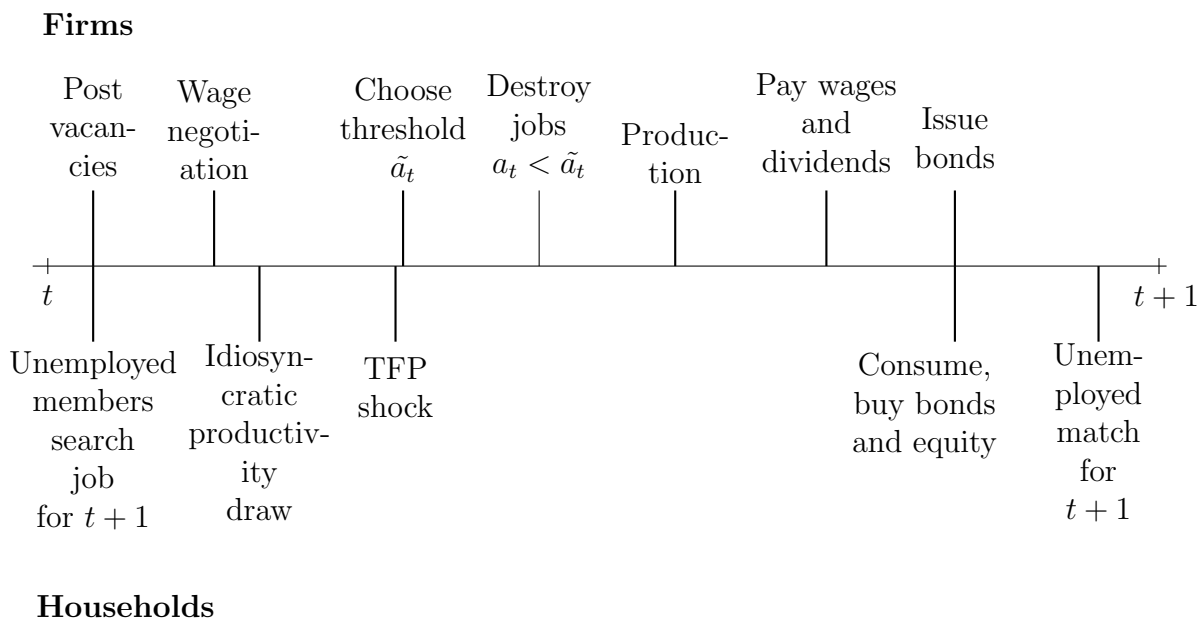 Firms
Post
vacan-
cies
Wage
negoti-
ation
Choose
threshold
ã_t
Destroy
jobs
a_t < ã_t
Produc-
tion
Pay wages
and
dividends
Issue
bonds
t
t + 1
Unemployed
members
search
job
for t + 1
Idiosyn-
cratic
productiv-
ity
draw
TFP
shock
Consume,
buy bonds
and equity
Unem-
ployed
match
for
t + 1
Households